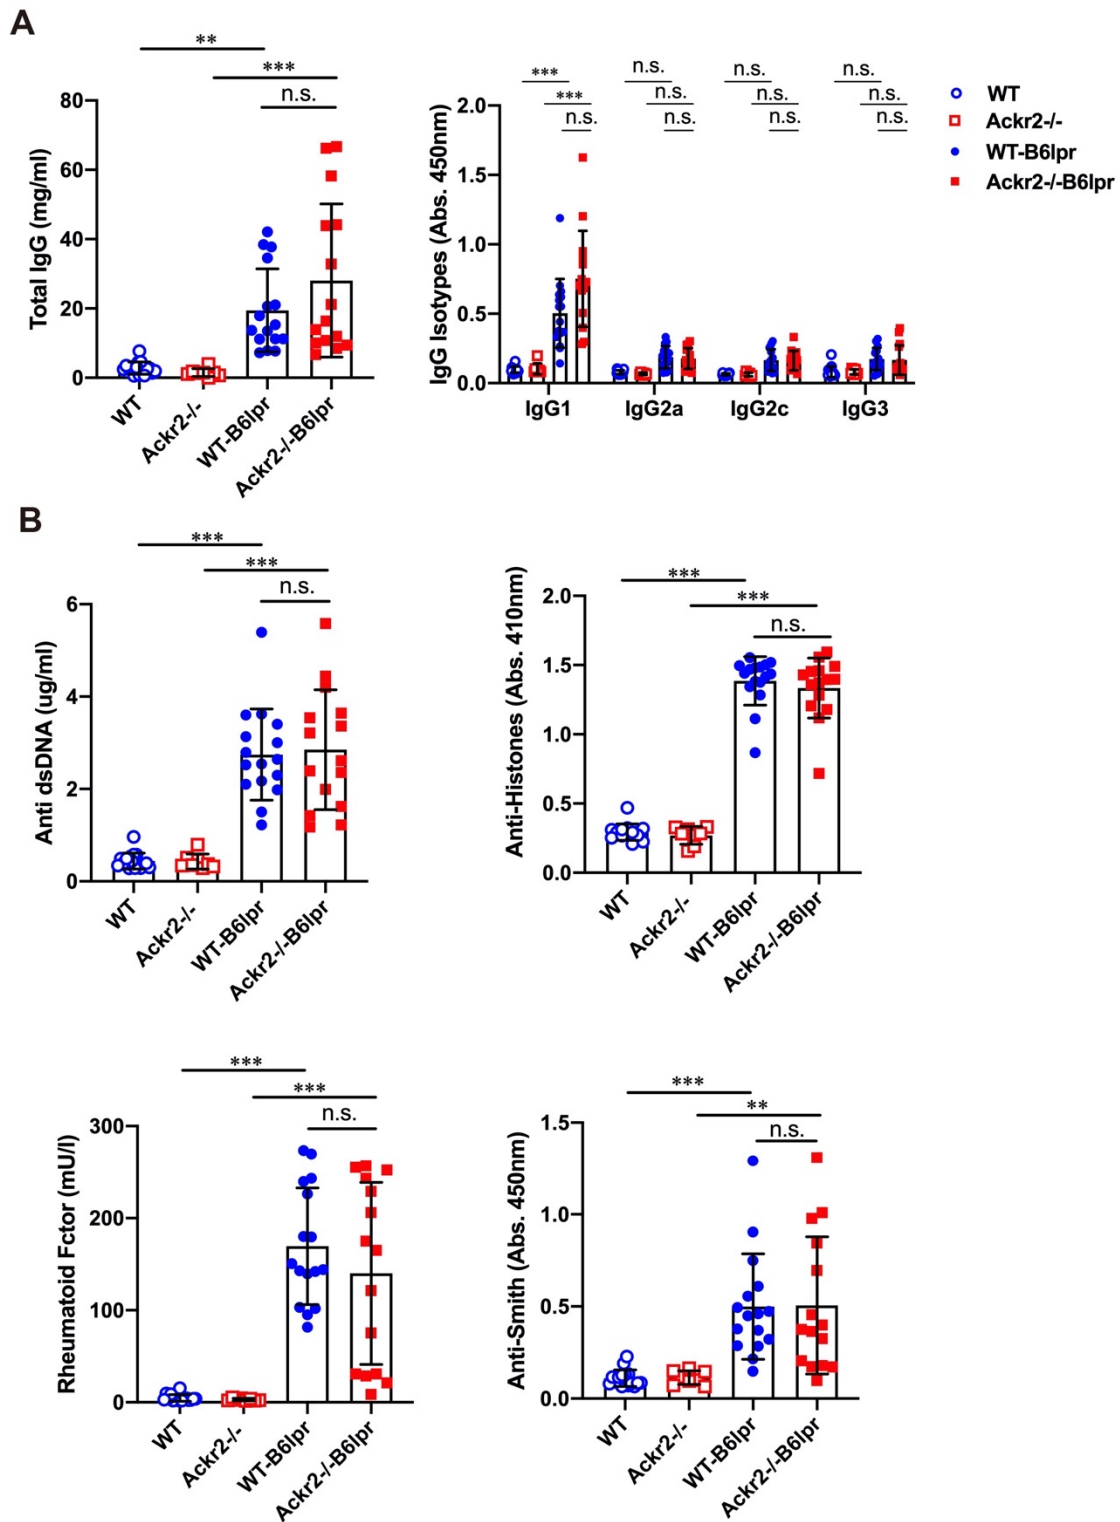 A
**
***
n.s.
80
60
40
20
0
Total IgG (mg/ml)
WT
Ackr2-/-
WT-B6lpr
Ackr2-/-B6lpr
*** n.s. n.s. n.s.
*** n.s. n.s. n.s.
n.s. n.s. n.s. n.s.
2.0
1.5
1.0
0.5
0.0
IgG Isotypes (Abs. 450nm)
IgG1 IgG2a IgG2c IgG3
WT
Ackr2-/-
WT-B6lpr
Ackr2-/-B6lpr
B
***
***
n.s.
6
4
2
0
Anti dsDNA (ug/ml)
WT
Ackr2-/-
WT-B6lpr
Ackr2-/-B6lpr
***
***
n.s.
2.0
1.5
1.0
0.5
0.0
Anti-Histones (Abs. 410nm)
WT
Ackr2-/-
WT-B6lpr
Ackr2-/-B6lpr
***
***
n.s.
300
200
100
0
Rheumatoid Fctor (mU/l)
WT
Ackr2-/-
WT-B6lpr
Ackr2-/-B6lpr
***
**
n.s.
1.5
1.0
0.5
0.0
Anti-Smith (Abs. 450nm)
WT
Ackr2-/-
WT-B6lpr
Ackr2-/-B6lpr